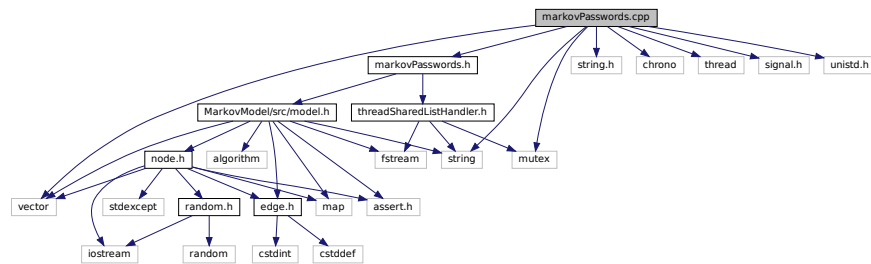 markovPasswords.cpp
markovPasswords.h
string.h
chrono
thread
signal.h
unistd.h
MarkovModel/src/model.h
threadSharedListHandler.h
node.h
algorithm
fstream
string
mutex
vector
stdexcept
random.h
edge.h
map
assert.h
iostream
random
cstdint
cstddef